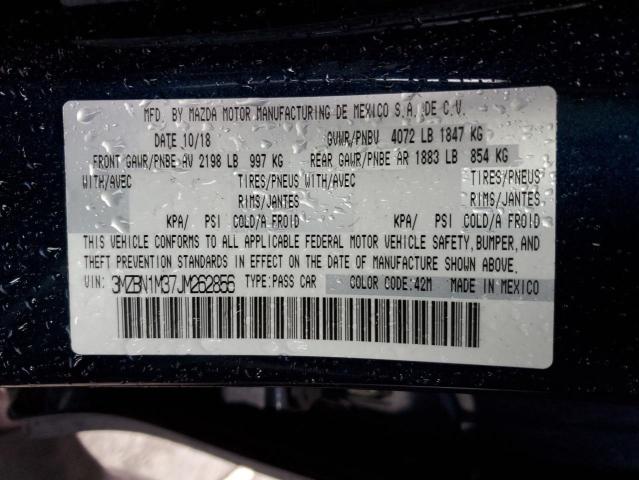 MFD. BY MAZDA MOTOR MANUFACTURING DE MEXICO S.A. DE C.V.
DATE 10/18 GVWR/PNBV 4072 LB 1847 KG
FRONT GAWR/PNBE AV 2198 LB 997 KG REAR GAWR/PNBE AR 1883 LB 854 KG
WITH/AVEC TIRES/PNEUS WITH/AVEC TIRES/PNEUS
RIMS/JANTES RIMS/JANTES
KPA/ PSI COLD/A FROID KPA/ PSI COLD/A FROID
THIS VEHICLE CONFORMS TO ALL APPLICABLE FEDERAL MOTOR VEHICLE SAFETY, BUMPER, AND
THEFT PREVENTION STANDARDS IN EFFECT ON THE DATE OF MANUFACTURE SHOWN ABOVE.
VIN: 3MZBN1M37JM262856 TYPE: PASS CAR COLOR CODE: 42M MADE IN MEXICO